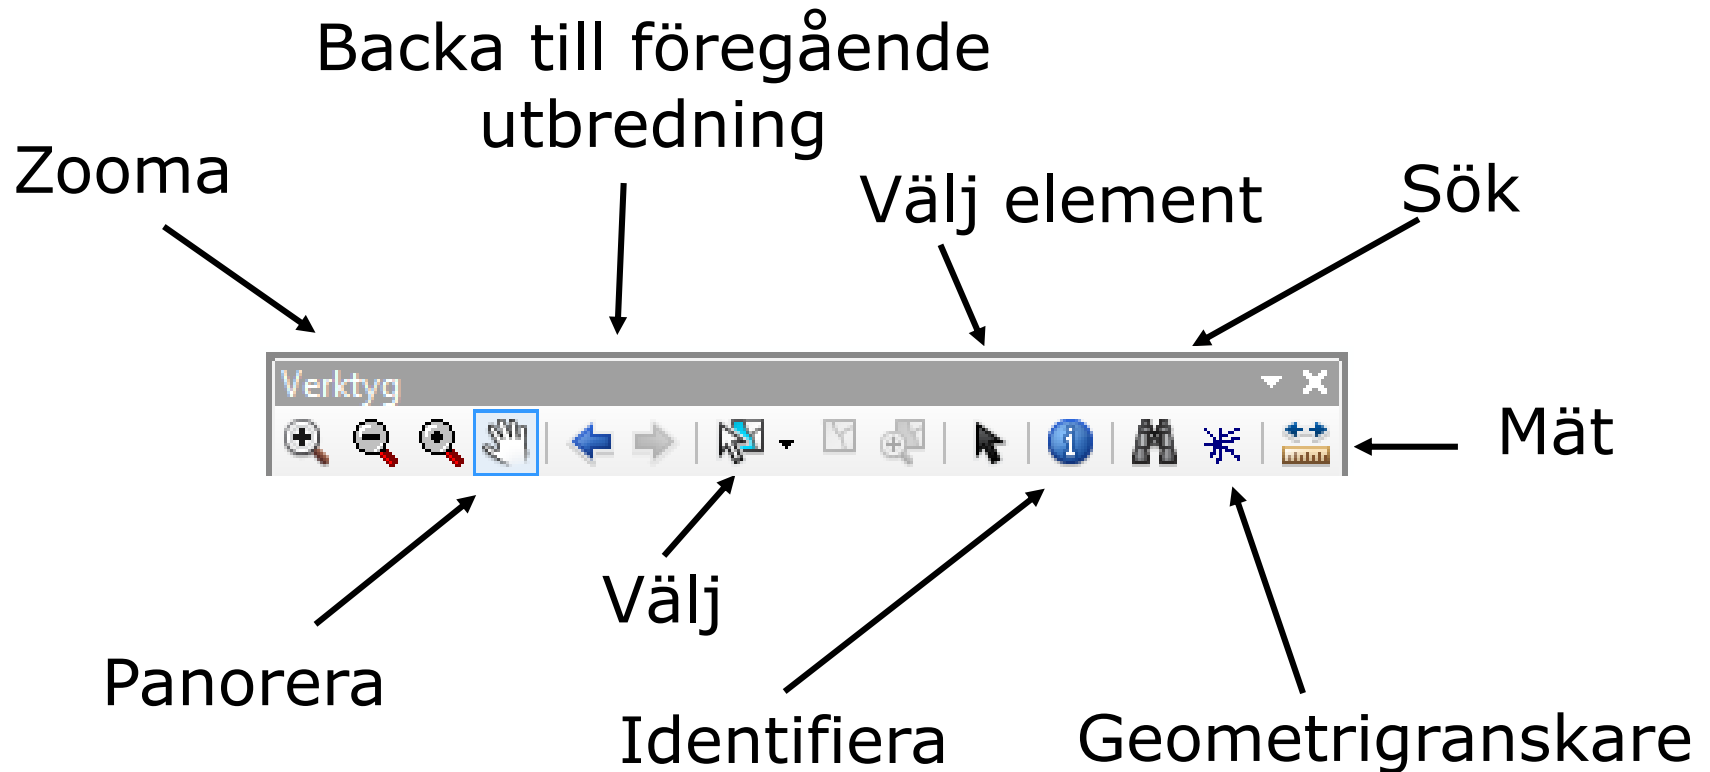 Backa till föregående
utbredning
Zooma
Välj element
Sök
Verktyg
Mät
Välj
Panorera
Identifiera
Geometrigranskare